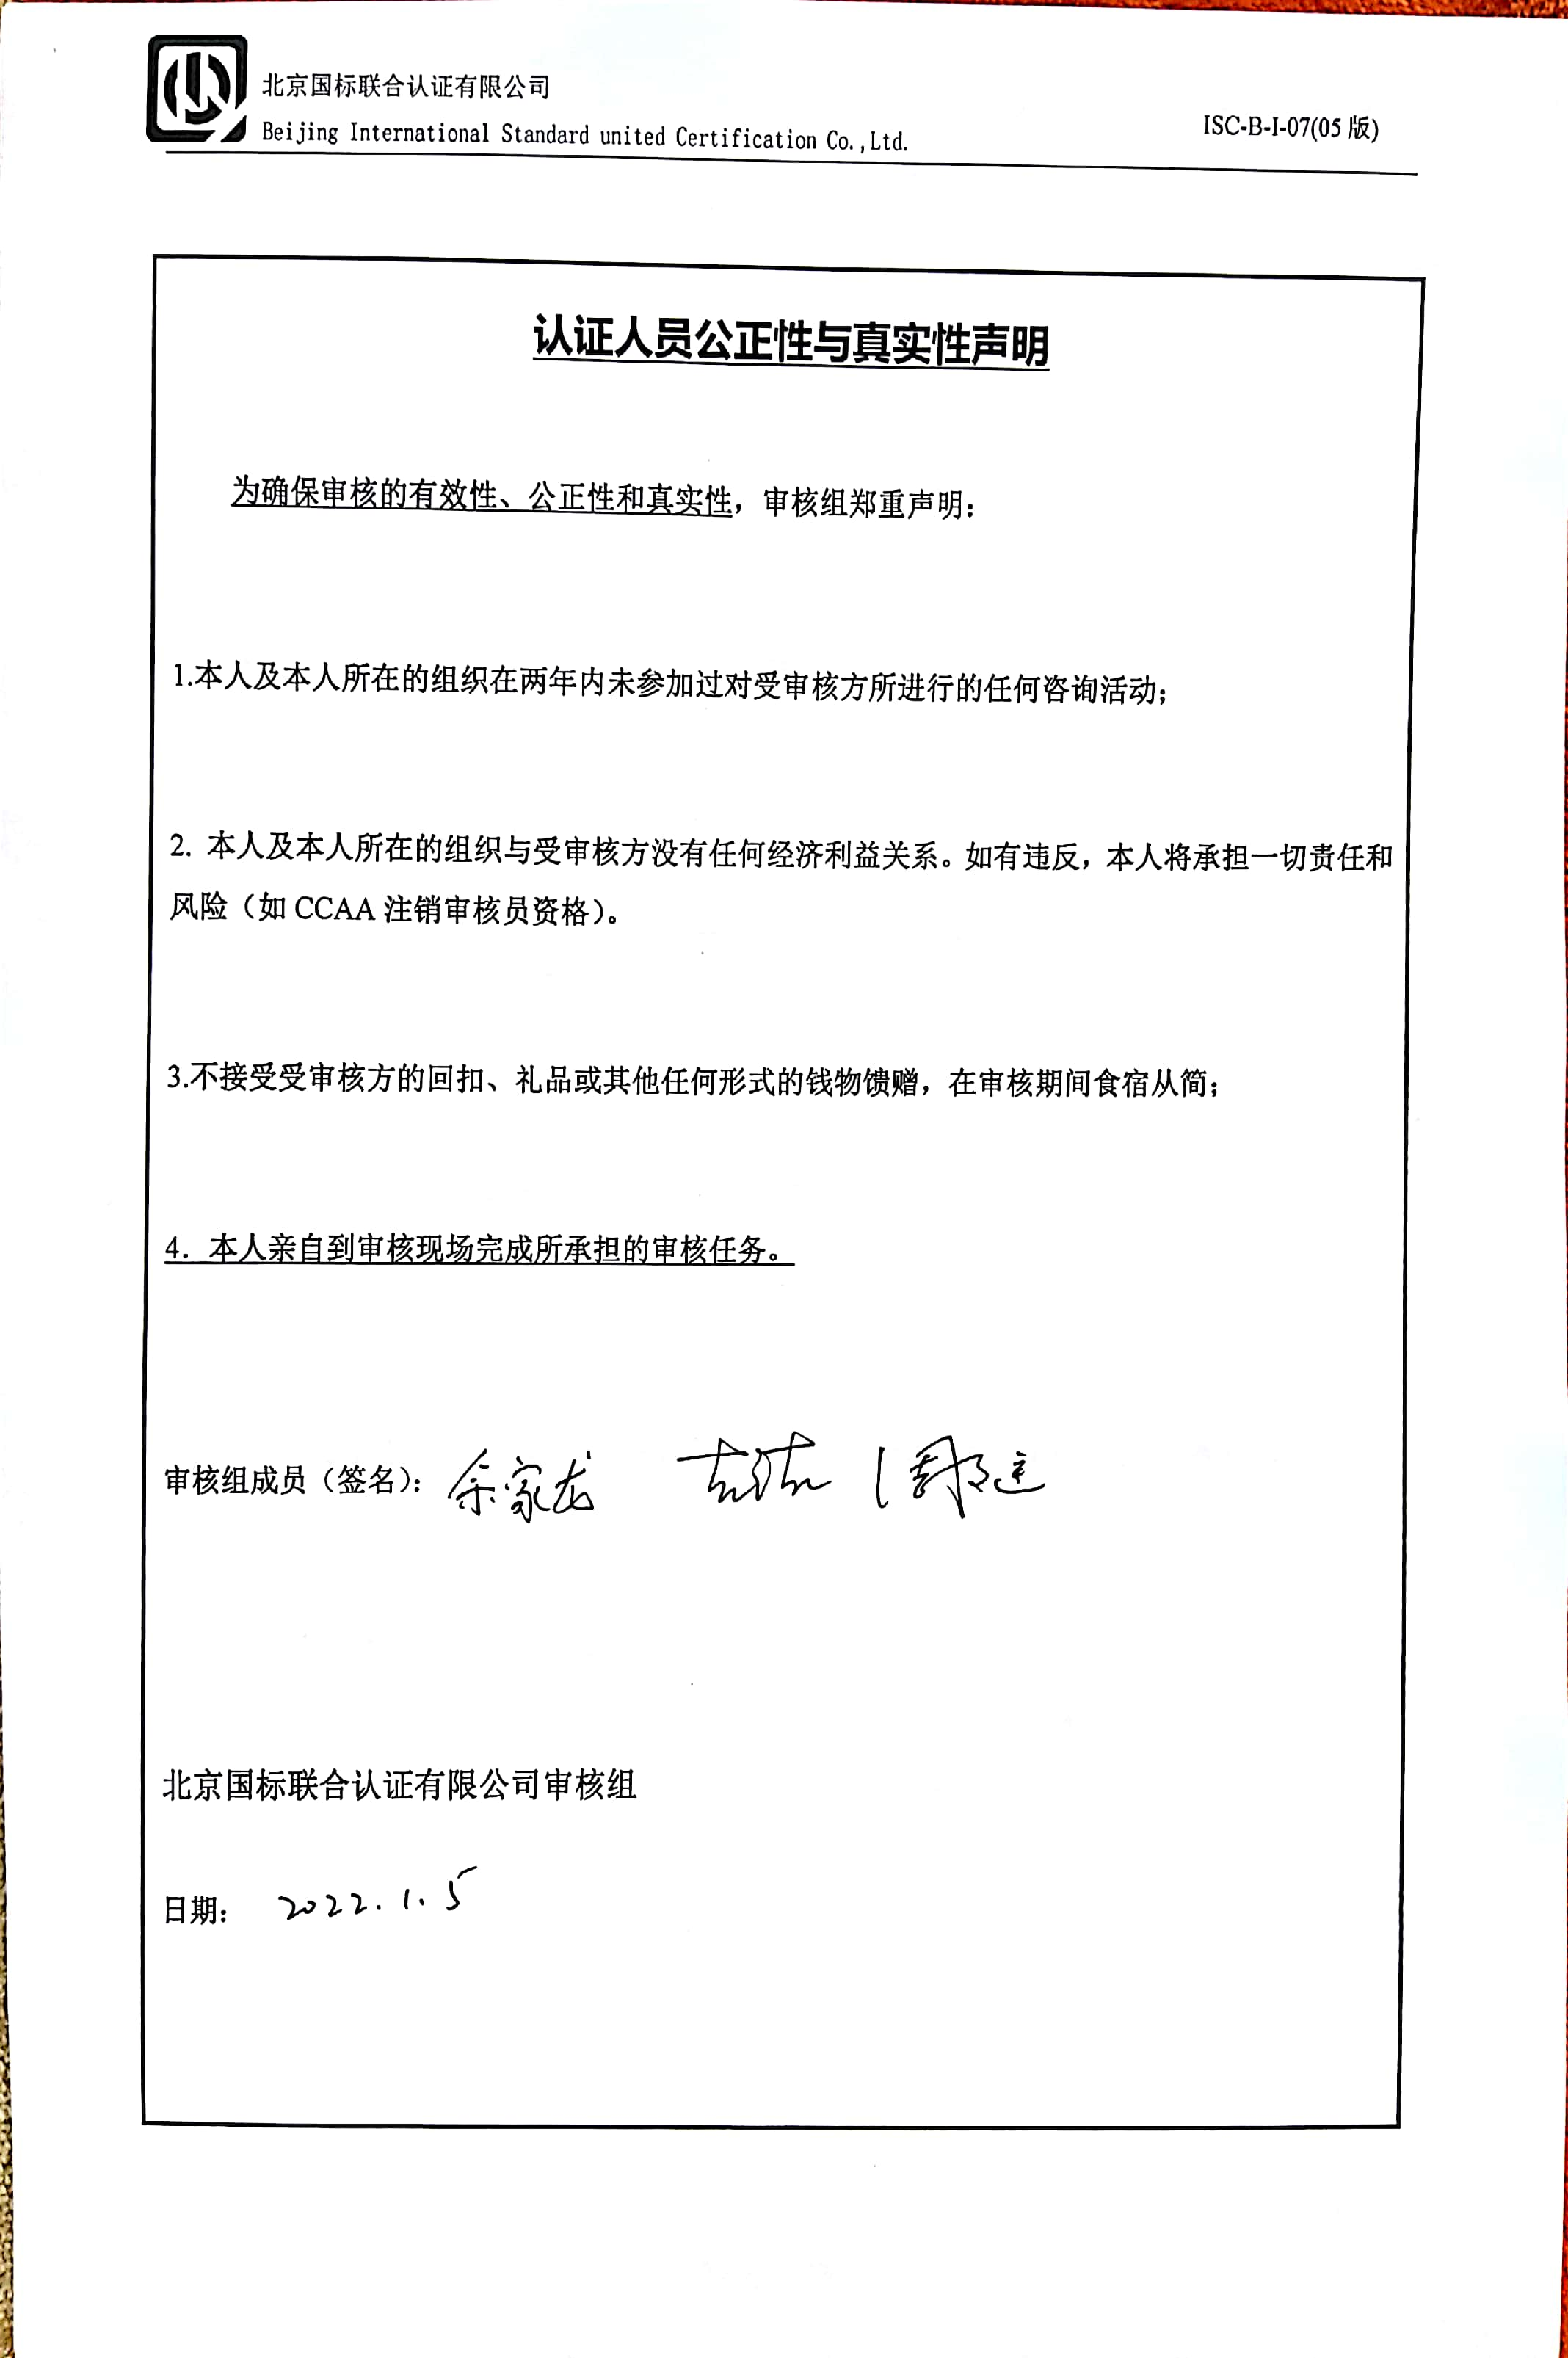 北京国标联合认证有限公司
Beijing International Standard united Certification Co.,Ltd.
ISC-B-I-07(05 版)
认证人员公正性与真实性声明
为确保审核的有效性、公正性和真实性，审核组郑重声明：
1.本人及本人所在的组织在两年内未参加过对受审核方所进行的任何咨询活动；
2. 本人及本人所在的组织与受审核方没有任何经济利益关系。如有违反，本人将承担一切责任和
风险（如 CCAA 注销审核员资格）。
3.不接受受审核方的回扣、礼品或其他任何形式的钱物馈赠，在审核期间食宿从简；
4. 本人亲自到审核现场完成所承担的审核任务。
审核组成员（签名）：余家龙
北京国标联合认证有限公司审核组
日期： 2022.1.5